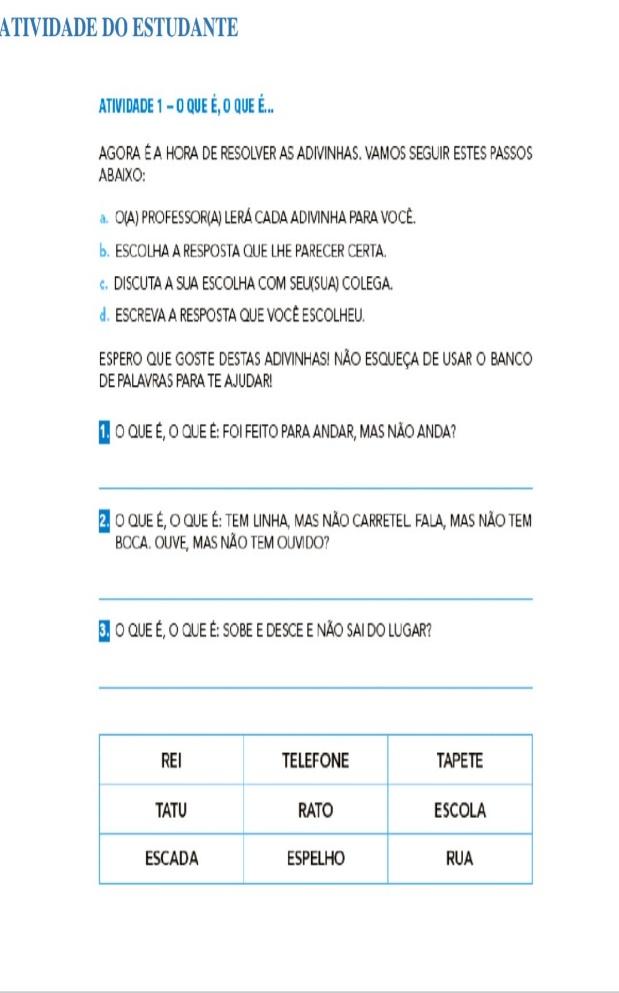 ATIVIDADE DO ESTUDANTE
ATIVIDADE 1 – O QUE É, O QUE É...
AGORA É A HORA DE RESOLVER AS ADIVINHAS. VAMOS SEGUIR ESTES PASSOS
ABAIXO:
a. O(A) PROFESSOR(A) LERÁ CADA ADIVINHA PARA VOCÊ.
b. ESCOLHA A RESPOSTA QUE LHE PARECER CERTA.
c. DISCUTA A SUA ESCOLHA COM SEU(SUA) COLEGA.
d. ESCREVA A RESPOSTA QUE VOCÊ ESCOLHEU.
ESPERO QUE GOSTE DESTAS ADIVINHAS! NÃO ESQUEÇA DE USAR O BANCO
DE PALAVRAS PARA TE AJUDAR!
1. O QUE É, O QUE É: FOI FEITO PARA ANDAR, MAS NÃO ANDA?
2. O QUE É, O QUE É: TEM LINHA, MAS NÃO CARRETEL. FALA, MAS NÃO TEM
BOCA. OUVE, MAS NÃO TEM OUVIDO?
3. O QUE É, O QUE É: SOBE E DESCE E NÃO SAI DO LUGAR?
REI TELEFONE TAPETE
TATU RATO ESCOLA
ESCADA ESPELHO RUA